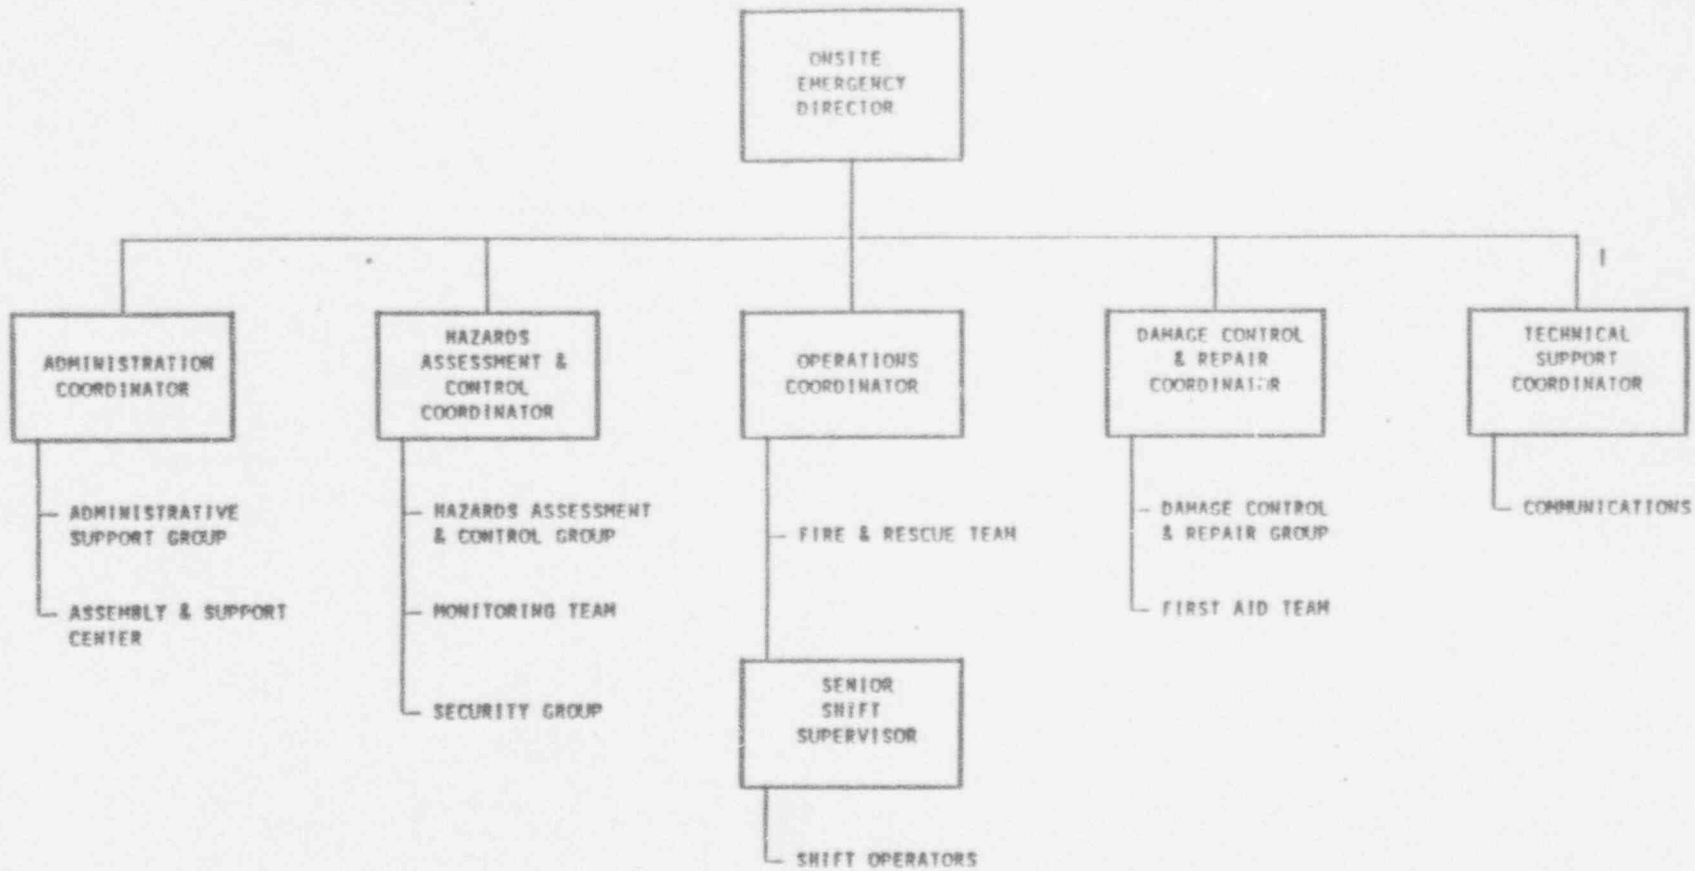 ONSITE
EMERGENCY
DIRECTOR
ADMINISTRATION
COORDINATOR
HAZARDS
ASSESSMENT &
CONTROL
COORDINATOR
OPERATIONS
COORDINATOR
DAMAGE CONTROL
& REPAIR
COORDINATOR
TECHNICAL
SUPPORT
COORDINATOR
ADMINISTRATIVE
SUPPORT GROUP
ASSEMBLY & SUPPORT
CENTER
HAZARDS ASSESSMENT
& CONTROL GROUP
MONITORING TEAM
SECURITY GROUP
FIRE & RESCUE TEAM
SENIOR
SHIFT
SUPERVISOR
SHIFT OPERATORS
DAMAGE CONTROL
& REPAIR GROUP
FIRST AID TEAM
COMMUNICATIONS